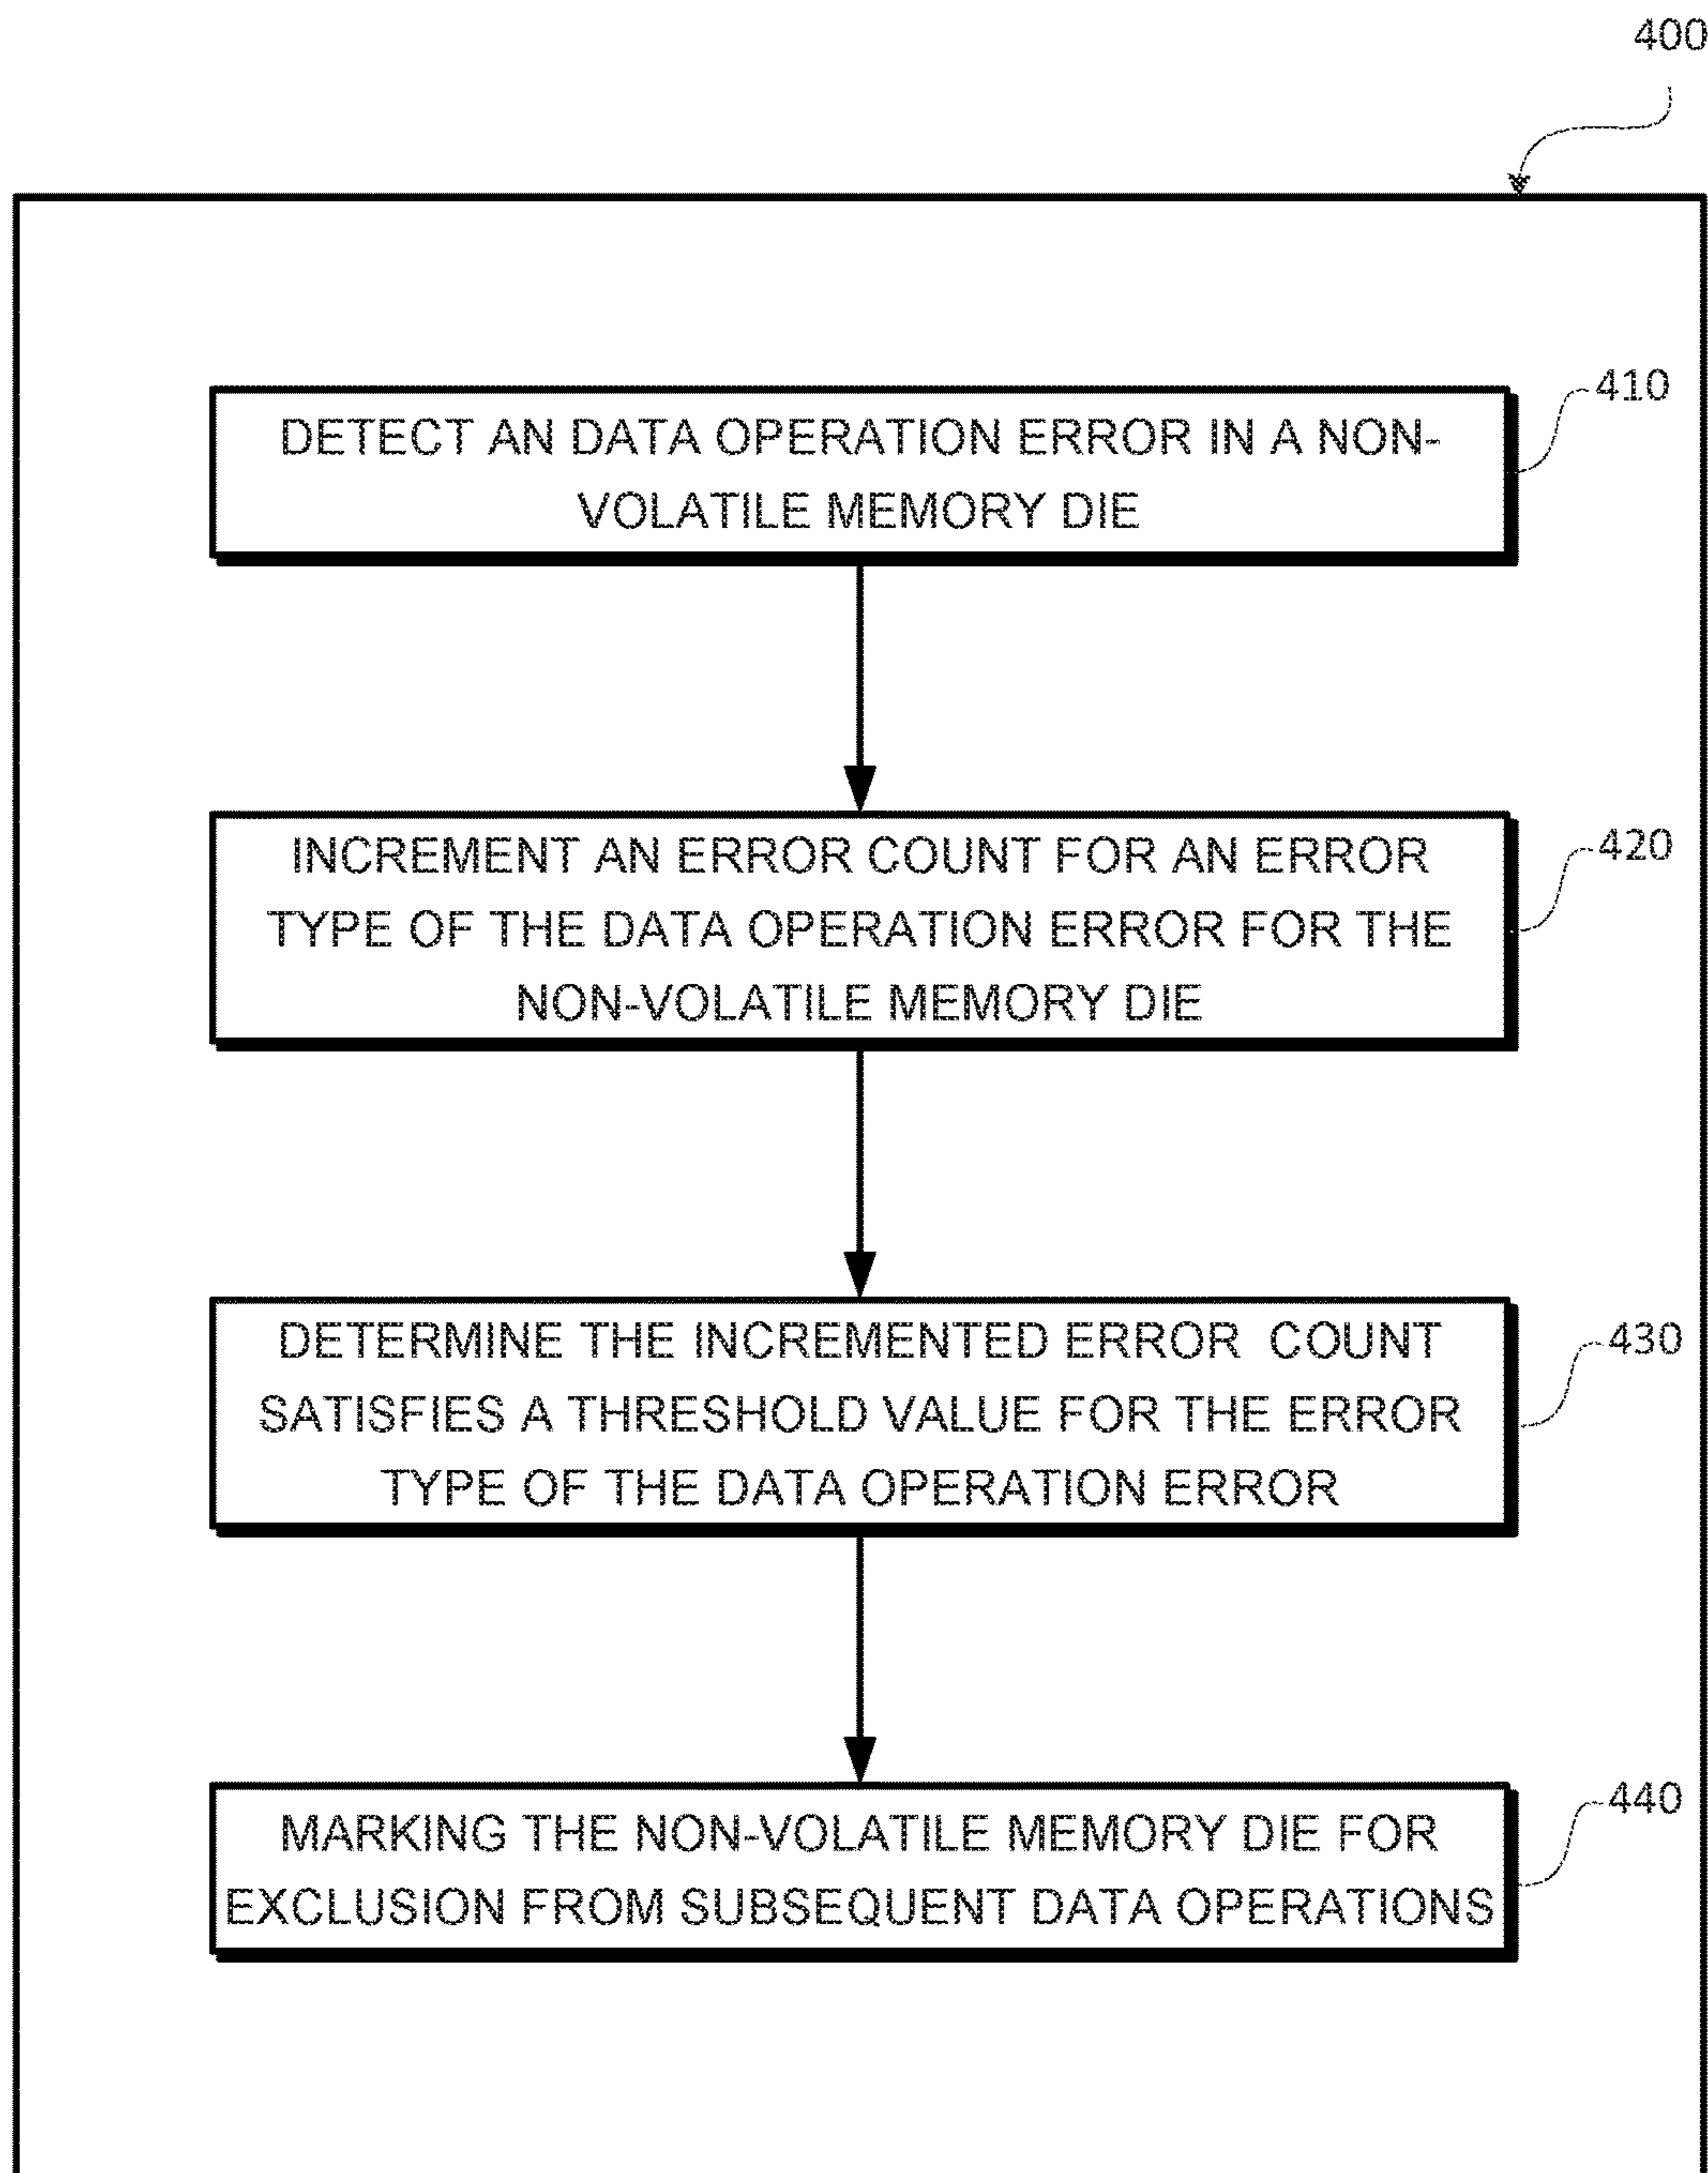 400
410
DETECT AN DATA OPERATION ERROR IN A NON-
VOLATILE MEMORY DIE
420
INCREMENT AN ERROR COUNT FOR AN ERROR
TYPE OF THE DATA OPERATION ERROR FOR THE
NON-VOLATILE MEMORY DIE
430
DETERMINE THE INCREMENTED ERROR COUNT
SATISFIES A THRESHOLD VALUE FOR THE ERROR
TYPE OF THE DATA OPERATION ERROR
440
MARKING THE NON-VOLATILE MEMORY DIE FOR
EXCLUSION FROM SUBSEQUENT DATA OPERATIONS